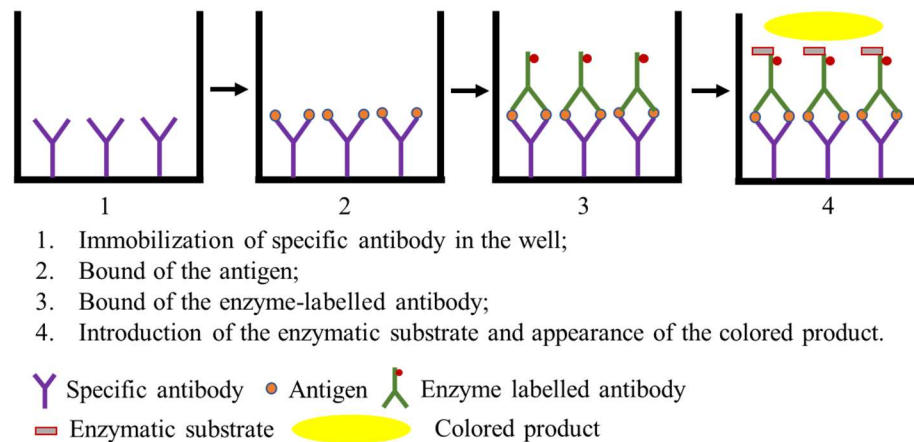 1 2 3 4
1. Immobilization of specific antibody in the well;
2. Bound of the antigen;
3. Bound of the enzyme-labelled antibody;
4. Introduction of the enzymatic substrate and appearance of the colored product.
Specific antibody Antigen Enzyme labelled antibody
Enzymatic substrate Colored product